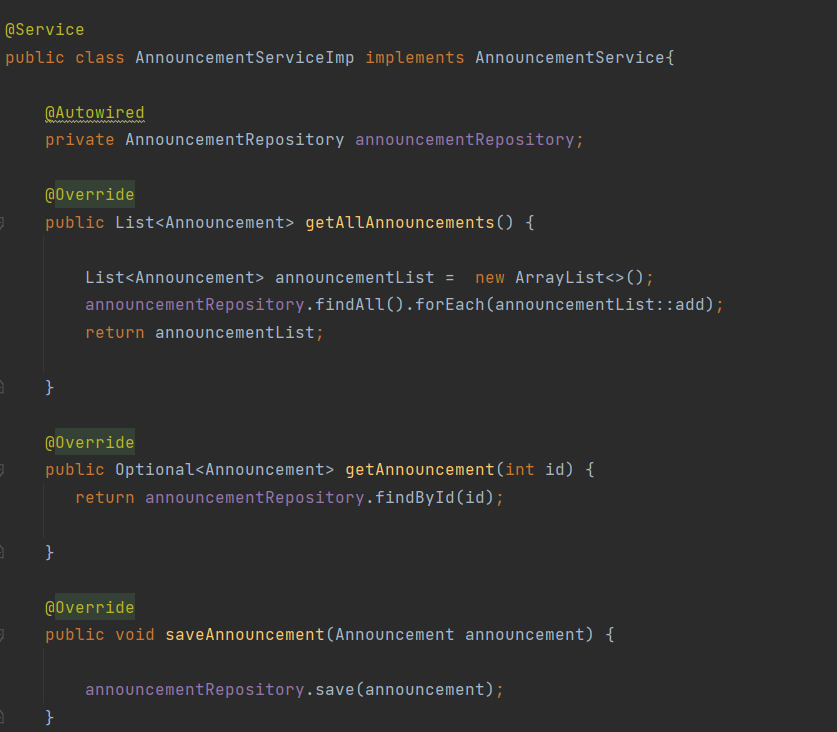 @Service
public class AnnouncementServiceImp implements AnnouncementService{
@Autowired
private AnnouncementRepository announcementRepository;
@Override
public List<Announcement> getAllAnnouncements() {
List<Announcement> announcementList =  new ArrayList<>();
announcementRepository.findAll().forEach(announcementList::add);
return announcementList;
}
@Override
public Optional<Announcement> getAnnouncement(int id) {
return announcementRepository.findById(id);
}
@Override
public void saveAnnouncement(Announcement announcement) {
announcementRepository.save(announcement);
}